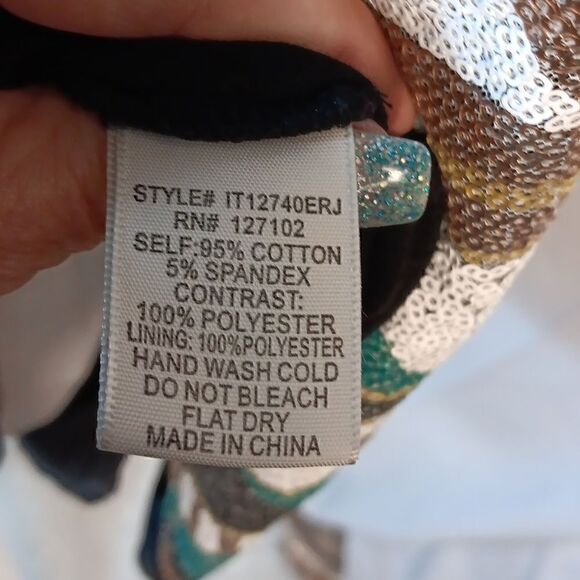 STYLE# IT12740ERJ
RN# 127102
SELF:95% COTTON
5% SPANDEX
CONTRAST:
100% POLYESTER
LINING: 100%POLYESTER
HAND WASH COLD
DO NOT BLEACH
FLAT DRY
MADE IN CHINA